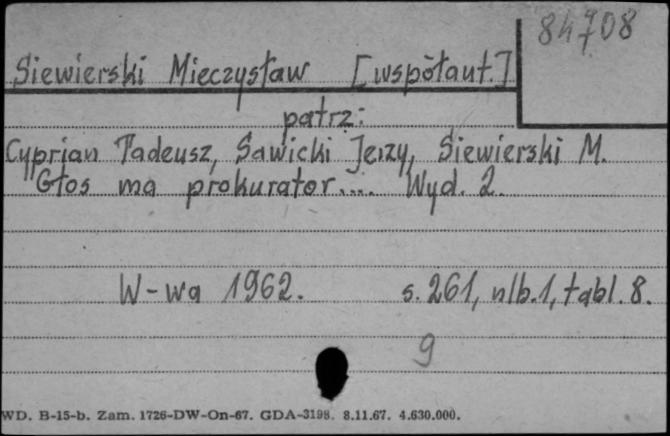 84708
Siewierski Mieczysław [współaut.]
patrz:
Cyprian Tadeusz, Sawicki Jerzy, Siewierski M.
Głos ma prokurator.... Wyd. 2.
W-wa 1962. s. 261, nlb. 1, tabl. 8.
9
WD. B-15-b. Zam. 1726-DW-On-67. GDA-3198. 8.11.67. 4.630.000.